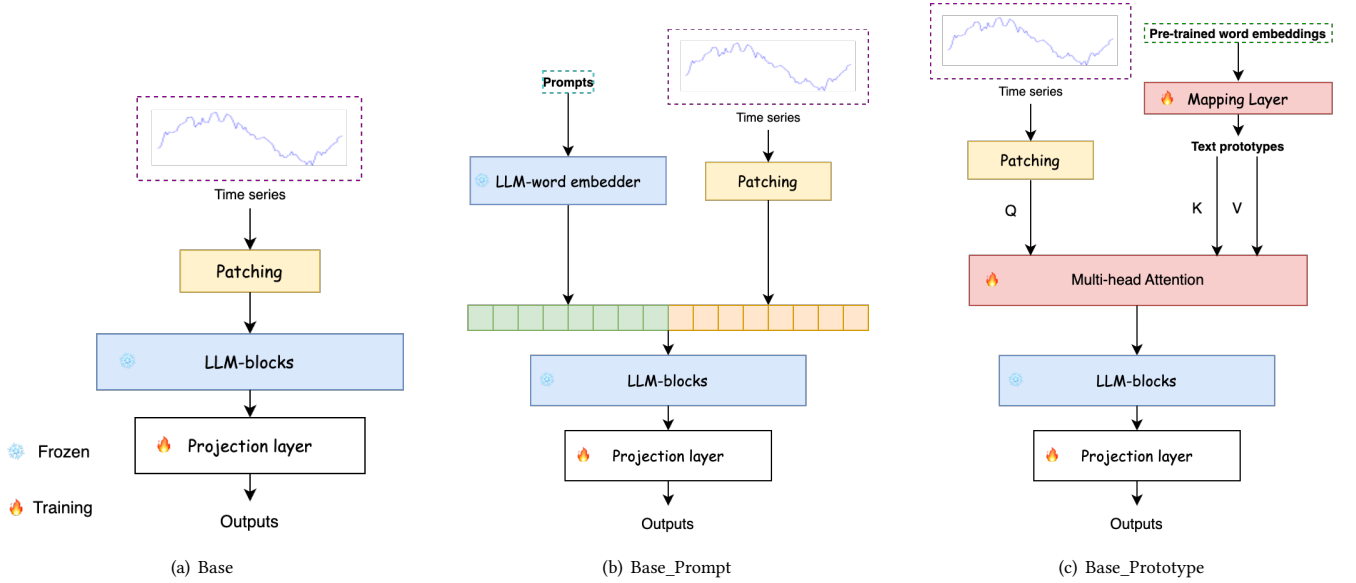 Time series
Patching
LLM-blocks
Projection layer
Outputs
Frozen
Training
(a) Base
Prompts
Time series
LLM-word embedder
Patching
LLM-blocks
Projection layer
Outputs
(b) Base_Prompt
Pre-trained word embeddings
Time series
Mapping Layer
Text prototypes
Patching
Q
K
V
Multi-head Attention
LLM-blocks
Projection layer
Outputs
(c) Base_Prototype